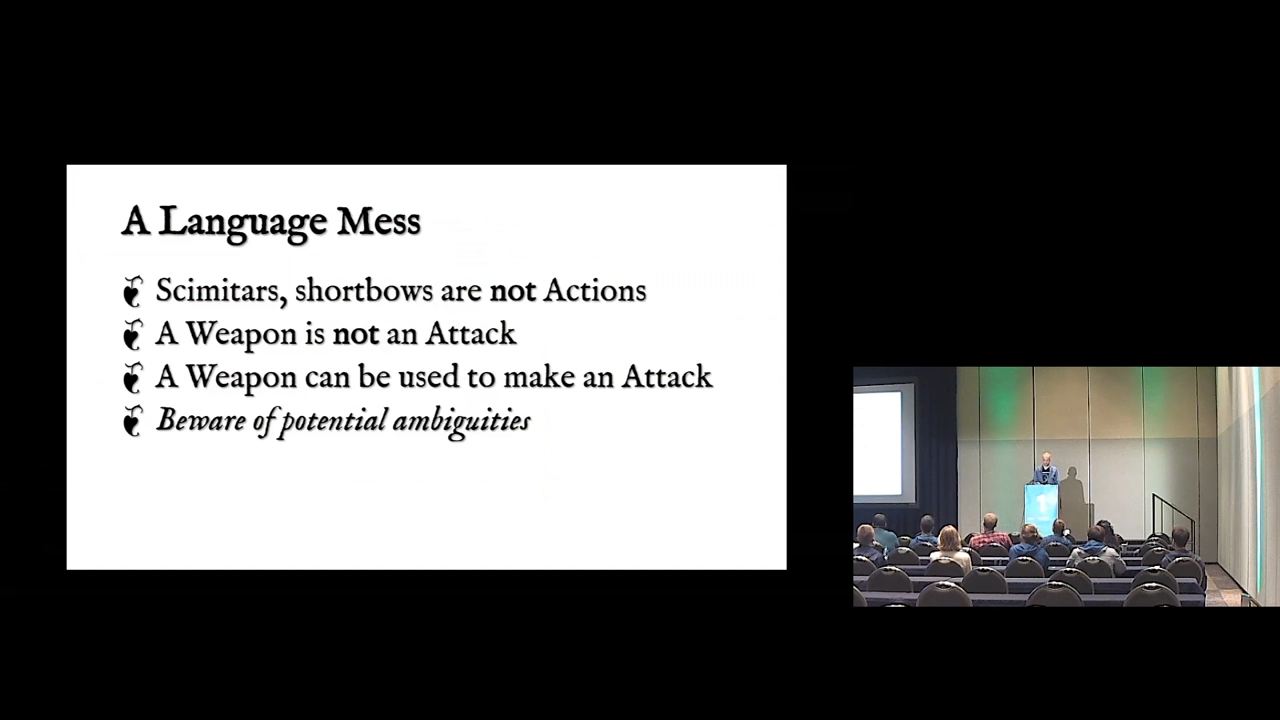 A Language Mess
Scimitars, shortbows are not Actions
A Weapon is not an Attack
A Weapon can be used to make an Attack
Beware of potential ambiguities